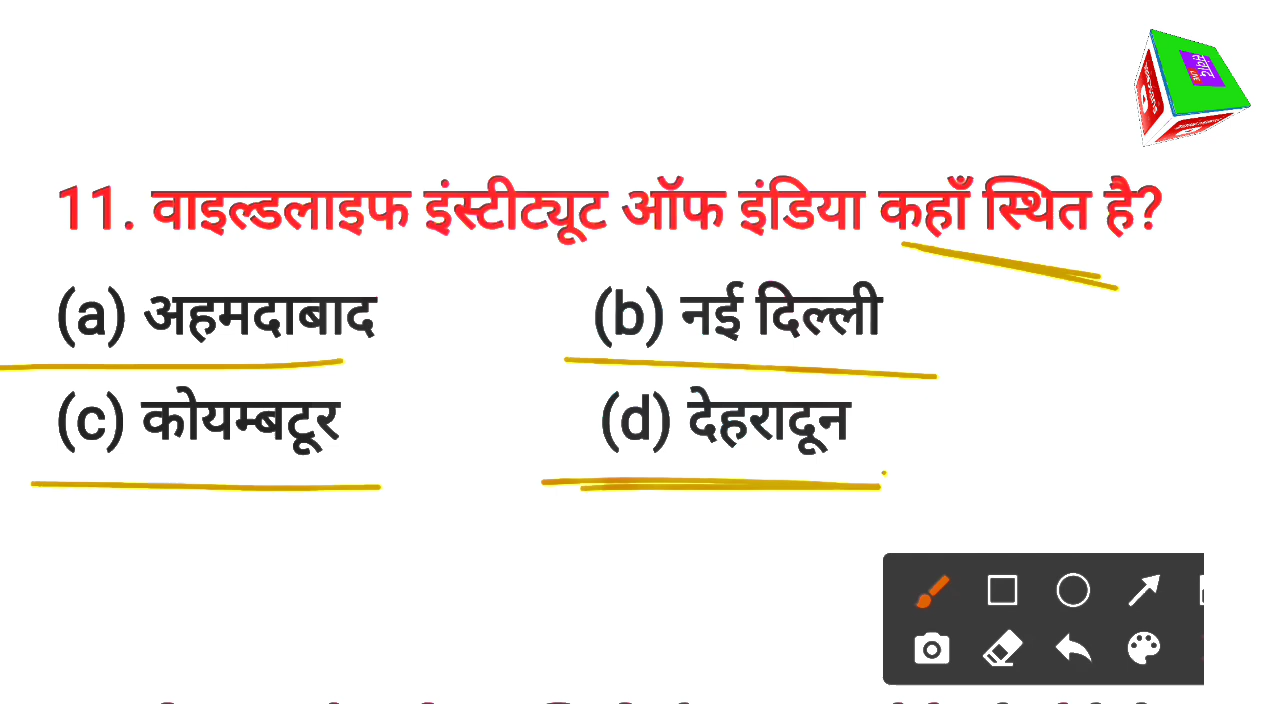 11. वाइल्डलाइफ इंस्टीट्यूट ऑफ इंडिया कहाँ स्थित है?
(a) अहमदाबाद (b) नई दिल्ली
(c) कोयम्बटूर (d) देहरादून